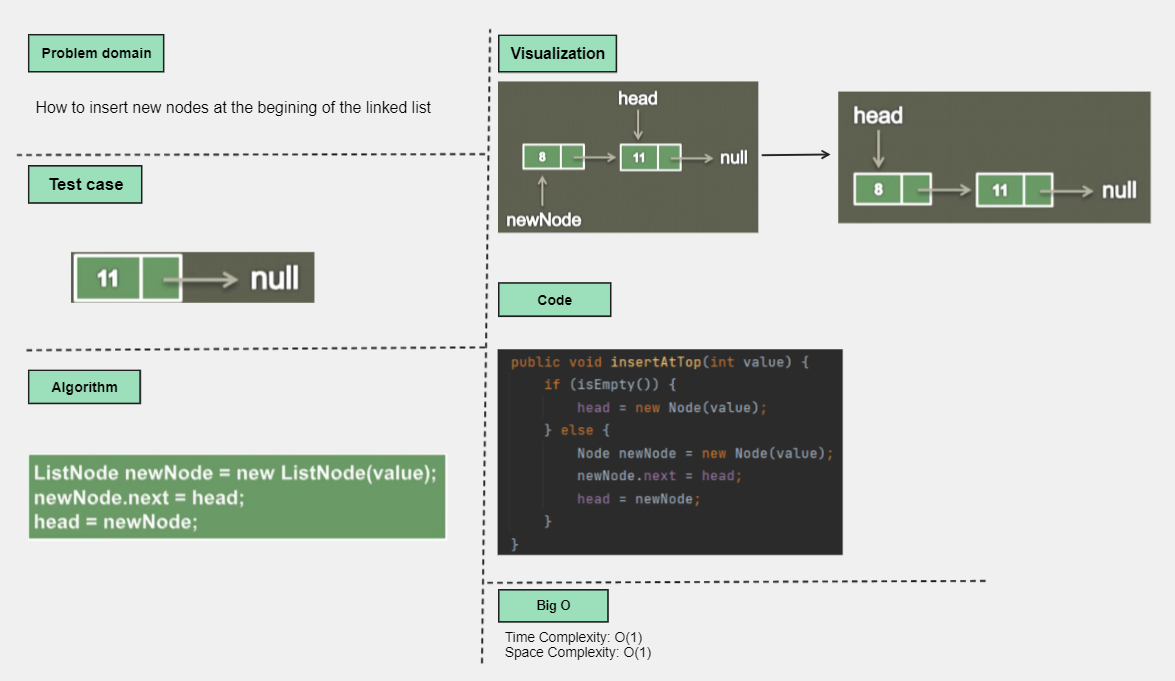 Problem domain
How to insert new nodes at the begining of the linked list
Test case
11
null
Algorithm
ListNode newNode = new ListNode(value);
newNode.next = head;
head = newNode;
Visualization
head
8
11
null
newNode
head
8
11
null
Code
public void insertAtTop(int value) {
if (isEmpty()) {
head = new Node(value);
} else {
Node newNode = new Node(value);
newNode.next = head;
head = newNode;
}
}
Big O
Time Complexity: O(1)
Space Complexity: O(1)